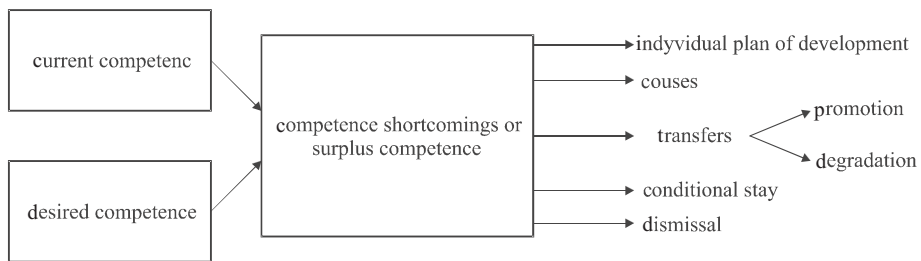 current competenc
desired competence
competence shortcomings or
surplus competence
indyvidual plan of development
couses
transfers
promotion
degradation
conditional stay
dismissal